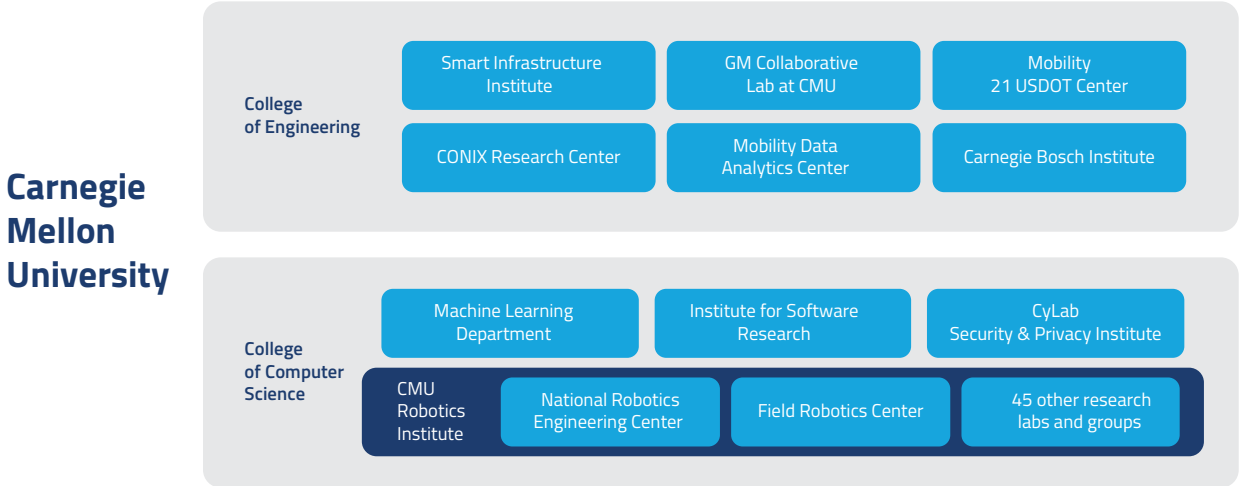 Carnegie
Mellon
University
College
of Engineering
Smart Infrastructure
Institute
GM Collaborative
Lab at CMU
Mobility
21 USDOT Center
CONIX Research Center
Mobility Data
Analytics Center
Carnegie Bosch Institute
College
of Computer
Science
Machine Learning
Department
Institute for Software
Research
CyLab
Security & Privacy Institute
CMU
Robotics
Institute
National Robotics
Engineering Center
Field Robotics Center
45 other research
labs and groups